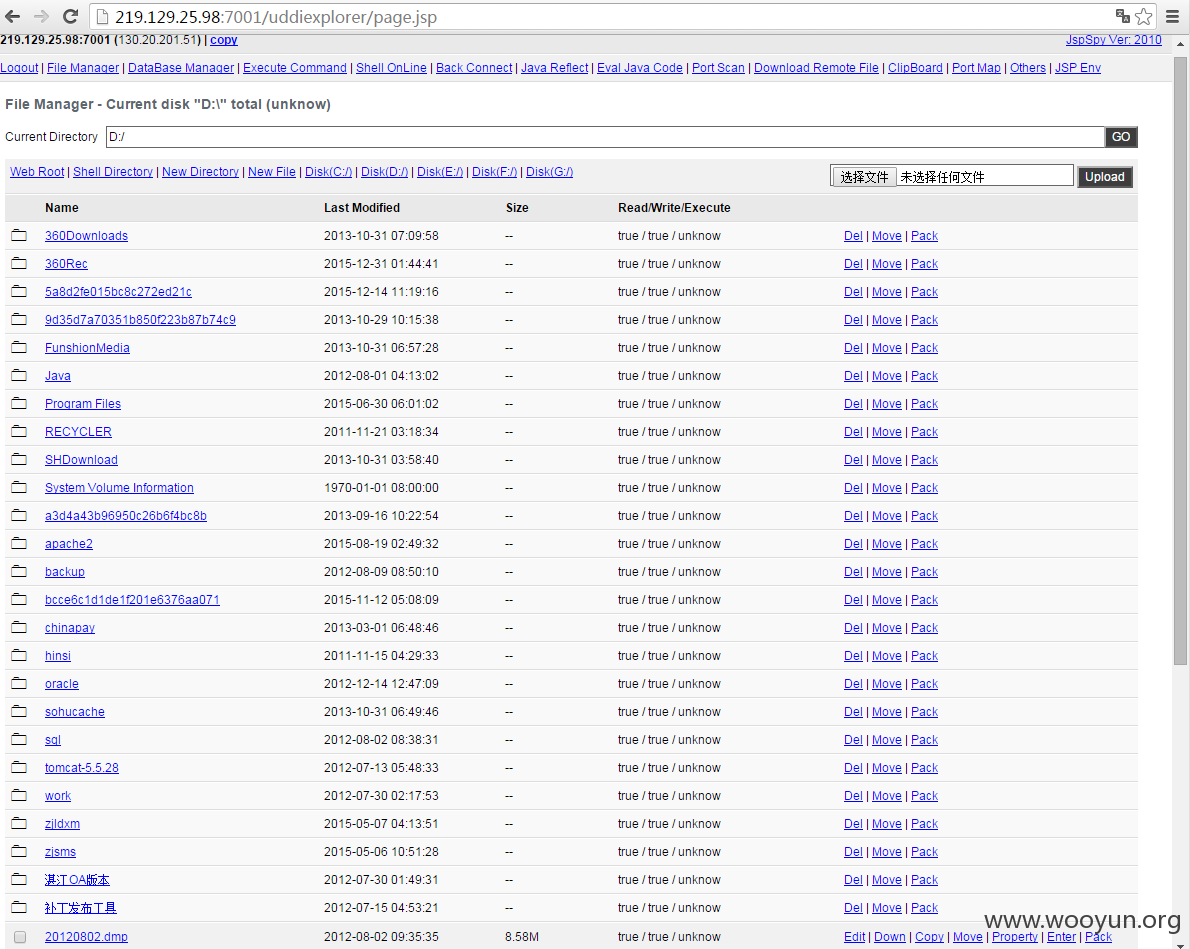 219.129.25.98:7001/uddiexplorer/page.jsp
219.129.25.98:7001 (130.20.201.51) | copy JspSpy Ver: 2010
Logout | File Manager | DataBase Manager | Execute Command | Shell OnLine | Back Connect | Java Reflect | Eval Java Code | Port Scan | Download Remote File | ClipBoard | Port Map | Others | JSP Env
File Manager - Current disk "D:\" total (unknow)
Current Directory D:/ GO
Web Root | Shell Directory | New Directory | New File | Disk(C:/) | Disk(D:/) | Disk(E:/) | Disk(F:/) | Disk(G:/) 选择文件 未选择任何文件 Upload
Name Last Modified Size Read/Write/Execute
360Downloads 2013-10-31 07:09:58 -- true / true / unknow Del | Move | Pack
360Rec 2015-12-31 01:44:41 -- true / true / unknow Del | Move | Pack
5a8d2fe015bc8c272ed21c 2015-12-14 11:19:16 -- true / true / unknow Del | Move | Pack
9d35d7a70351b850f223b87b74c9 2013-10-29 10:15:38 -- true / true / unknow Del | Move | Pack
FunshionMedia 2013-10-31 06:57:28 -- true / true / unknow Del | Move | Pack
Java 2012-08-01 04:13:02 -- true / true / unknow Del | Move | Pack
Program Files 2015-06-30 06:01:02 -- true / true / unknow Del | Move | Pack
RECYCLER 2011-11-21 03:18:34 -- true / true / unknow Del | Move | Pack
SHDownload 2013-10-31 03:58:40 -- true / true / unknow Del | Move | Pack
System Volume Information 1970-01-01 08:00:00 -- true / true / unknow Del | Move | Pack
a3d4a43b96950c26b6f4bc8b 2013-09-16 10:22:54 -- true / true / unknow Del | Move | Pack
apache2 2015-08-19 02:49:32 -- true / true / unknow Del | Move | Pack
backup 2012-08-09 08:50:10 -- true / true / unknow Del | Move | Pack
bcce6c1d1de1f201e6376aa071 2015-11-12 05:08:09 -- true / true / unknow Del | Move | Pack
chinapay 2013-03-01 06:48:46 -- true / true / unknow Del | Move | Pack
hinsi 2011-11-15 04:29:33 -- true / true / unknow Del | Move | Pack
oracle 2012-12-14 12:47:09 -- true / true / unknow Del | Move | Pack
sohucache 2013-10-31 06:49:46 -- true / true / unknow Del | Move | Pack
sql 2012-08-02 08:38:31 -- true / true / unknow Del | Move | Pack
tomcat-5.5.28 2012-07-13 05:48:33 -- true / true / unknow Del | Move | Pack
work 2012-07-30 02:17:53 -- true / true / unknow Del | Move | Pack
zjldxm 2015-05-07 04:13:51 -- true / true / unknow Del | Move | Pack
zjsms 2015-05-06 10:51:28 -- true / true / unknow Del | Move | Pack
湛江OA版本 2012-07-30 01:49:31 -- true / true / unknow Del | Move | Pack
补丁发布工具 2012-07-15 04:53:21 -- true / true / unknow Del | Move | Pack
20120802.dmp 2012-08-02 09:35:35 8.58M true / true / unknow Edit | Down | Copy | Move | Property | Enter | Pack
www.wooyun.org